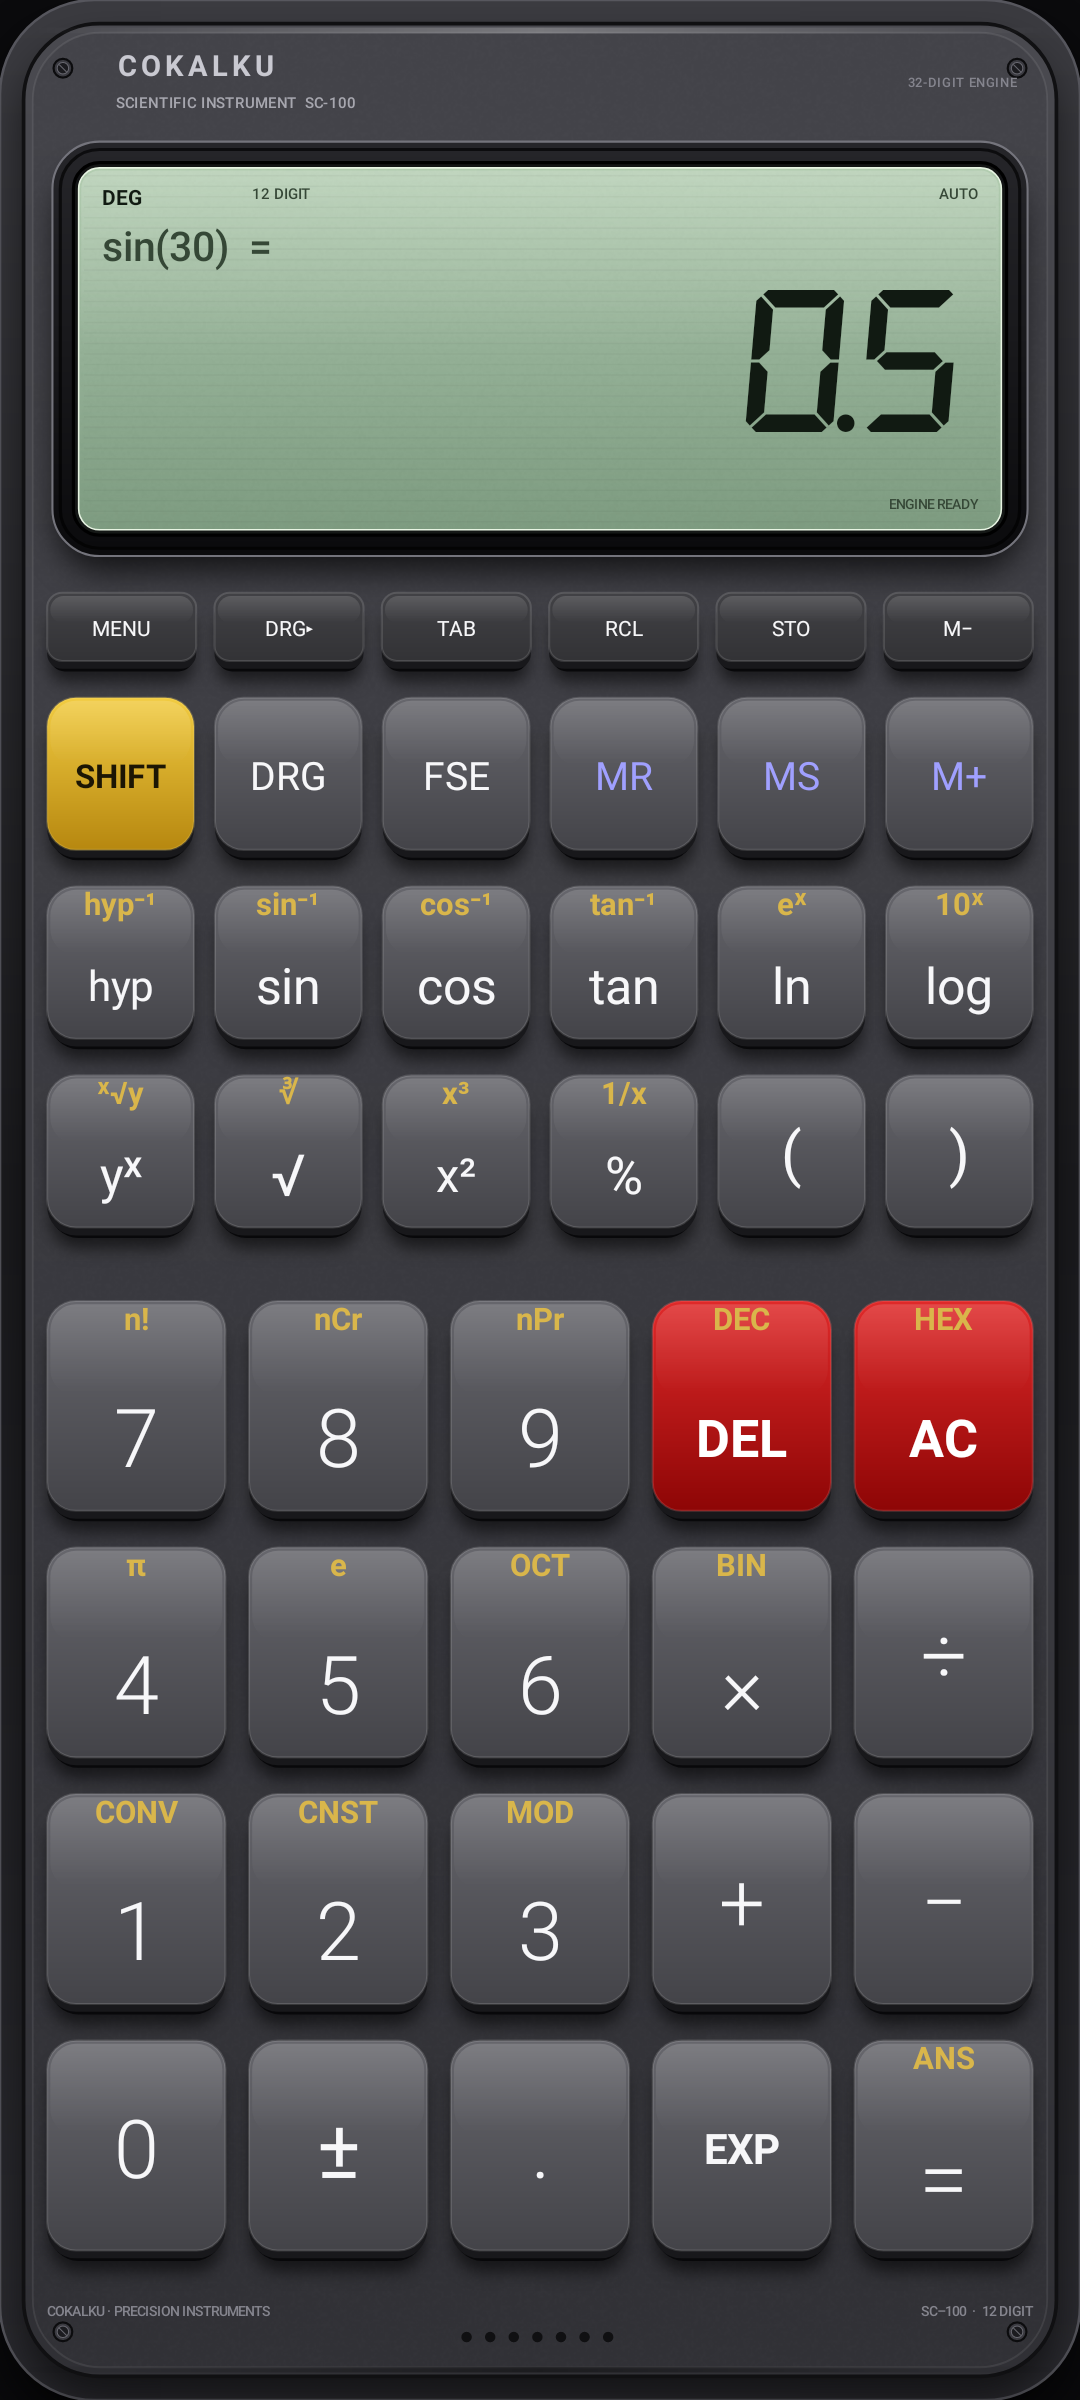 COKALKU
SCIENTIFIC INSTRUMENT SC-100
32-DIGIT ENGINE
DEG 12 DIGIT AUTO
sin(30) =
0.5
ENGINE READY
MENU DRG▸ TAB RCL STO M−
SHIFT DRG FSE MR MS M+
hyp⁻¹ sin⁻¹ cos⁻¹ tan⁻¹ eˣ 10ˣ
hyp sin cos tan ln log
ˣ√y ∛ x³ 1/x
yˣ √ x² % ( )
n! nCr nPr DEC HEX
7 8 9 DEL AC
π e OCT BIN
4 5 6 × ÷
CONV CNST MOD
1 2 3 + −
ANS
0 ± . EXP =
COKALKU · PRECISION INSTRUMENTS SC−100 · 12 DIGIT